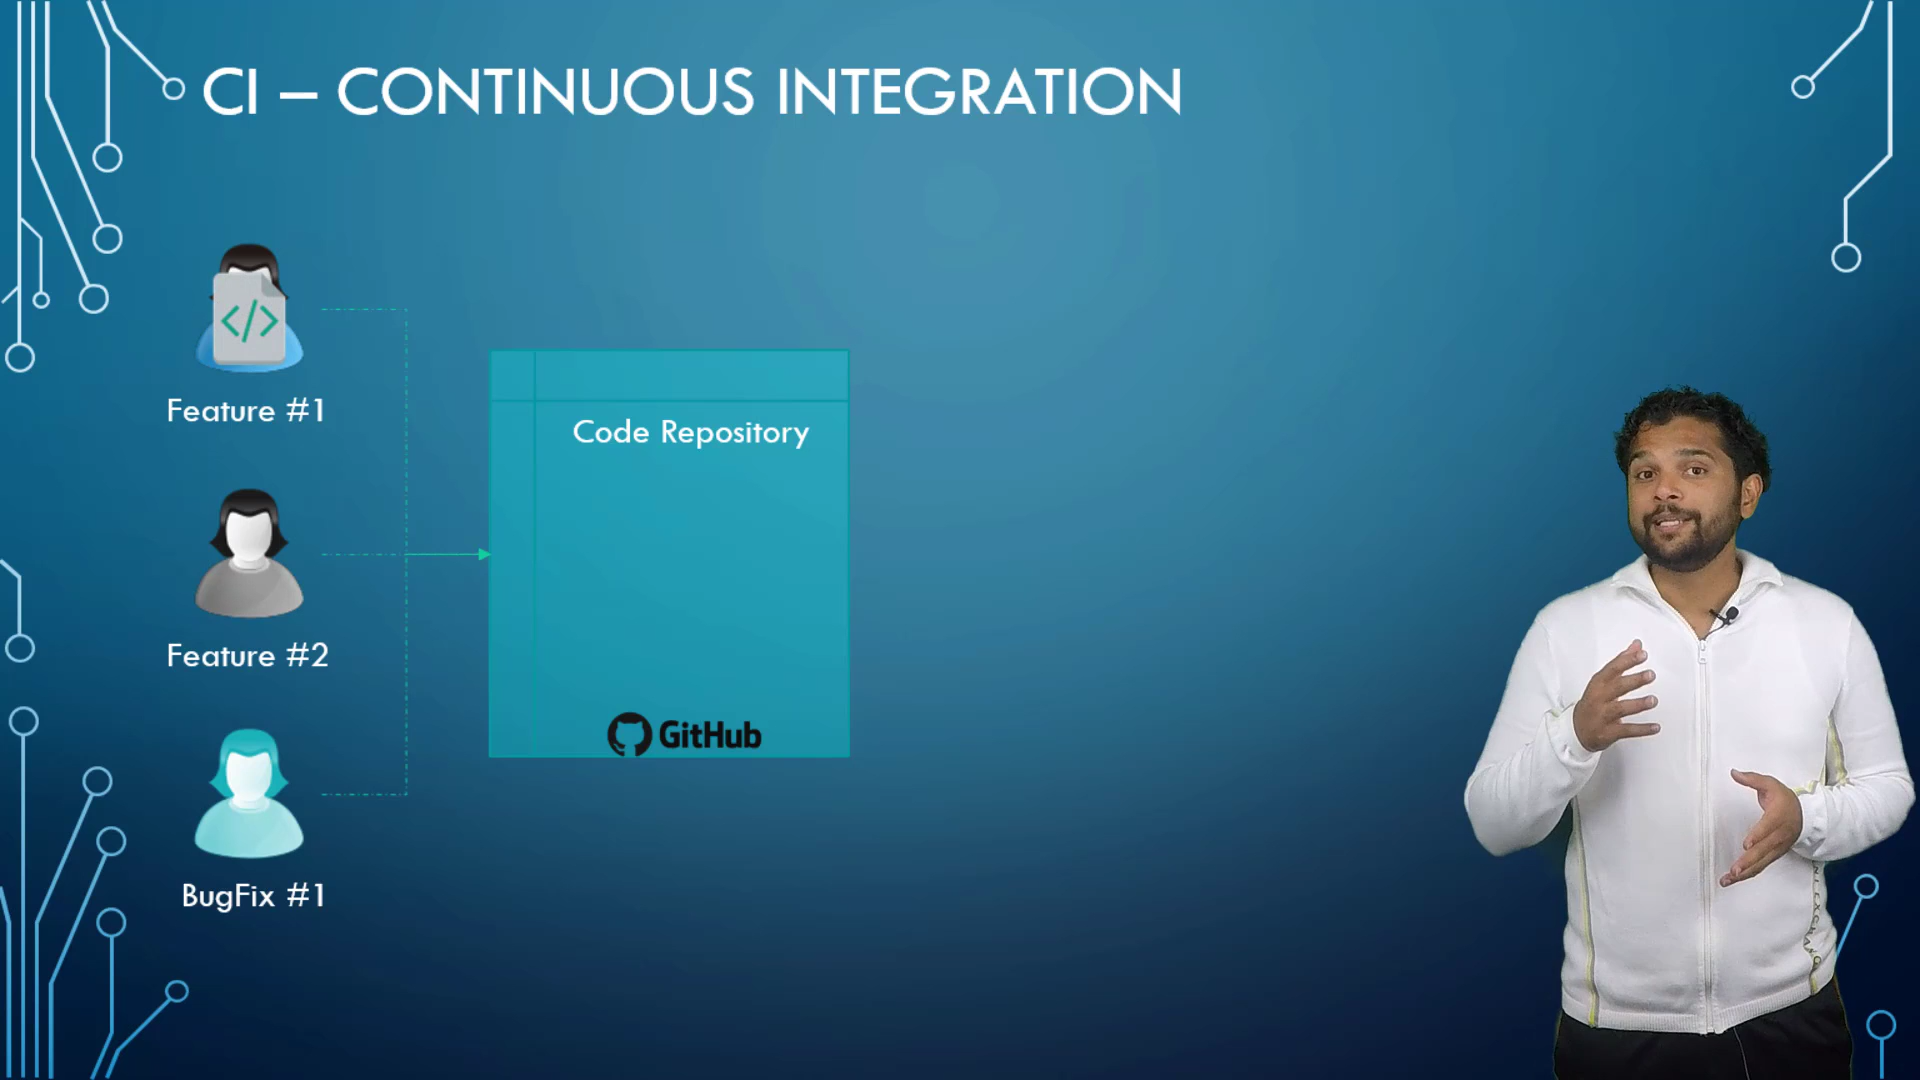 CI – CONTINUOUS INTEGRATION
</>
Feature #1
Code Repository
Feature #2
GitHub
BugFix #1